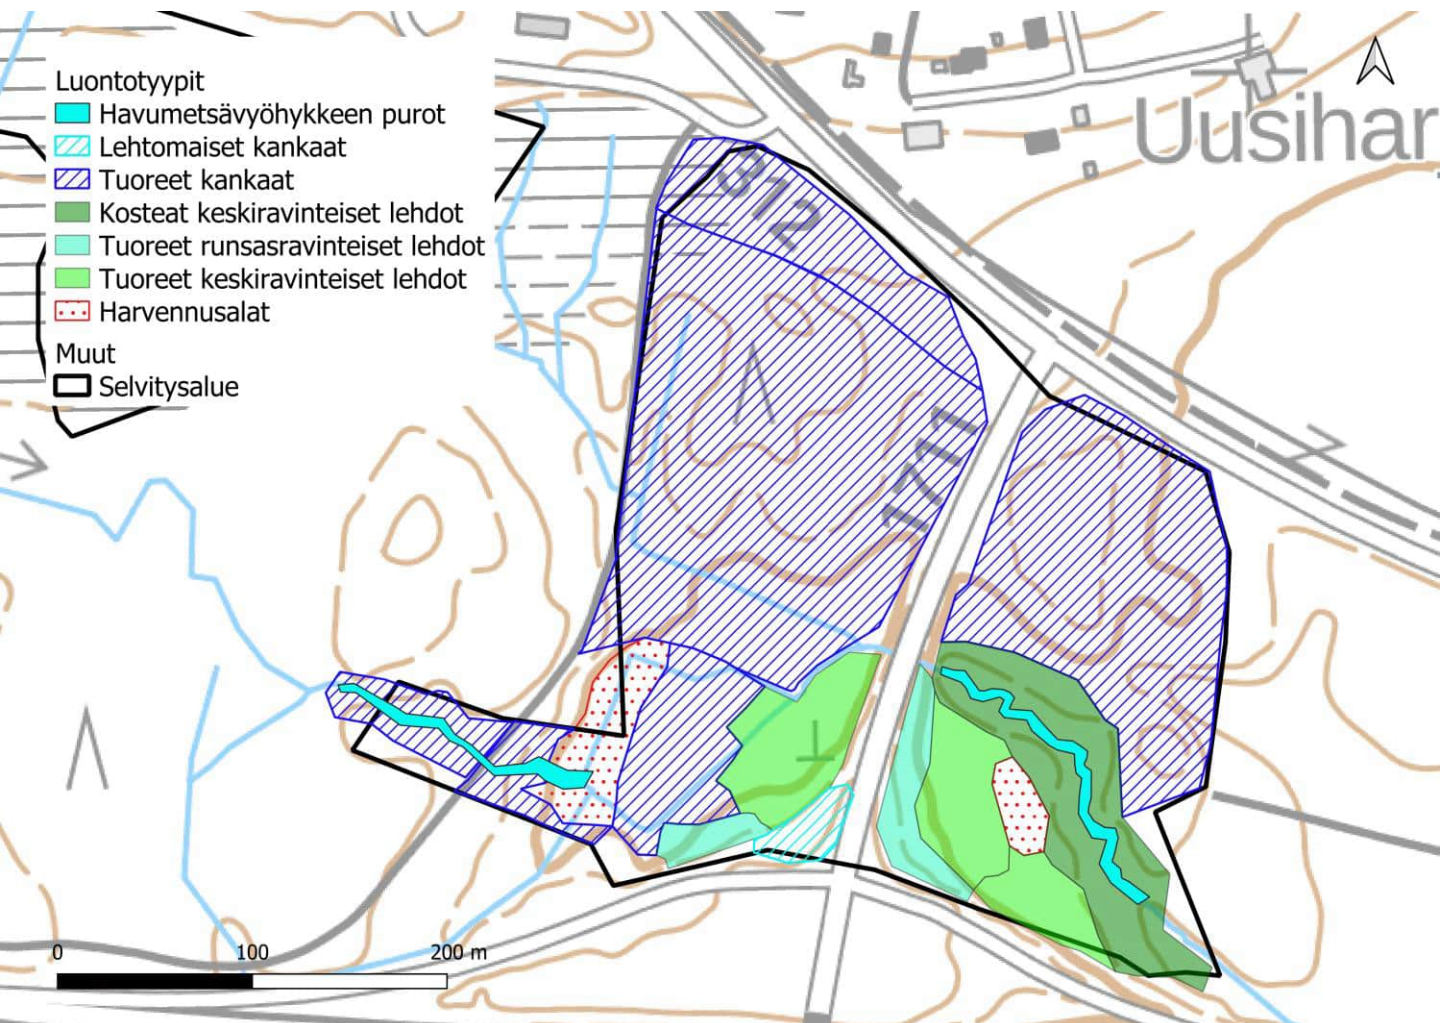 Luontotyypit
Havumetsävyöhykkeen purot
Lehtomaiset kankaat
Tuoreet kankaat
Kosteat keskiravinteiset lehdot
Tuoreet runsasravinteiset lehdot
Tuoreet keskiravinteiset lehdot
Harvennusalat
Muut
Selvitysalue
Uusihar
312
1711
0 100 200 m